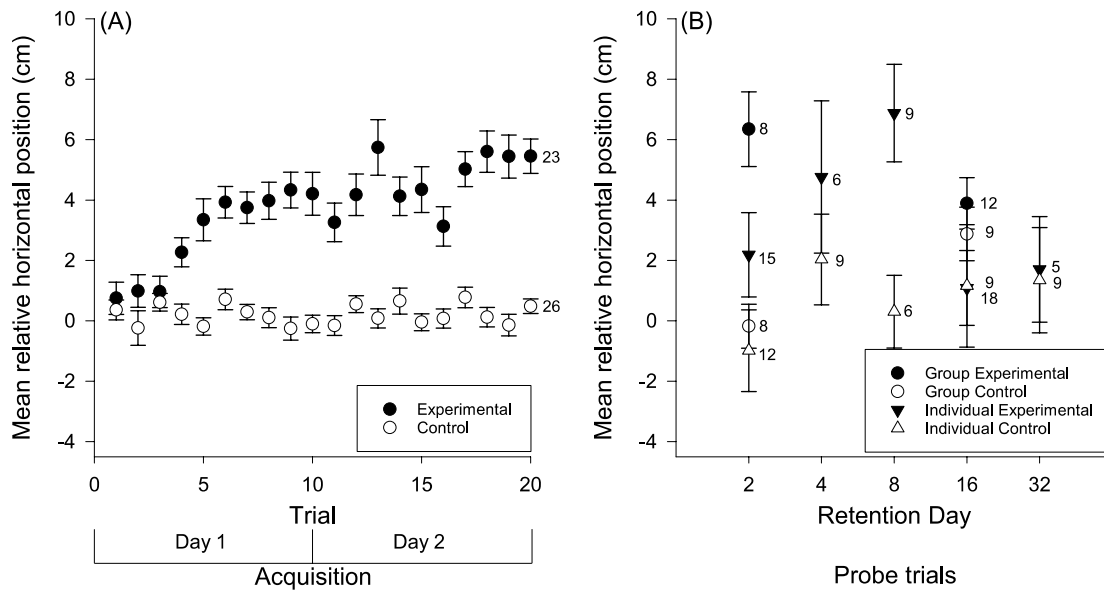 (A)
Mean relative horizontal position (cm)
10
8
6
4
2
0
-2
-4
23
26
Experimental
Control
0 5 10 15 20
Trial
Day 1 Day 2
Acquisition
(B)
Mean relative horizontal position (cm)
10
8
6
4
2
0
-2
-4
8
15
8
12
6
9
9
6
12
9
9
18
5
9
Group Experimental
Group Control
Individual Experimental
Individual Control
2 4 8 16 32
Retention Day
Probe trials